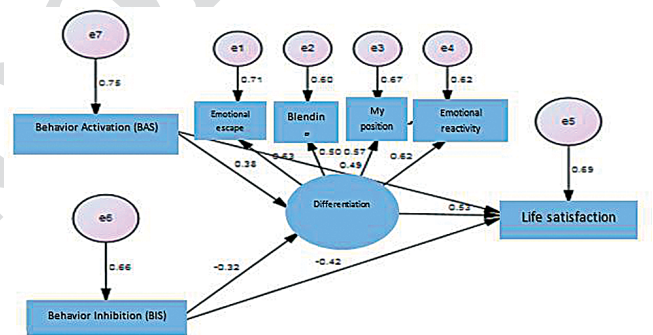 e7
e1
e2
e3
e4
0.75
0.71
0.60
0.67
0.62
e5
Emotional
escape
Blendin
My
position
Emotional
reactivity
Behavior Activation (BAS)
0.38
0.53
0.50
0.57
0.49
0.62
0.69
e6
Differentiation
0.53
Life satisfaction
0.66
-0.32
-0.42
Behavior Inhibition (BIS)